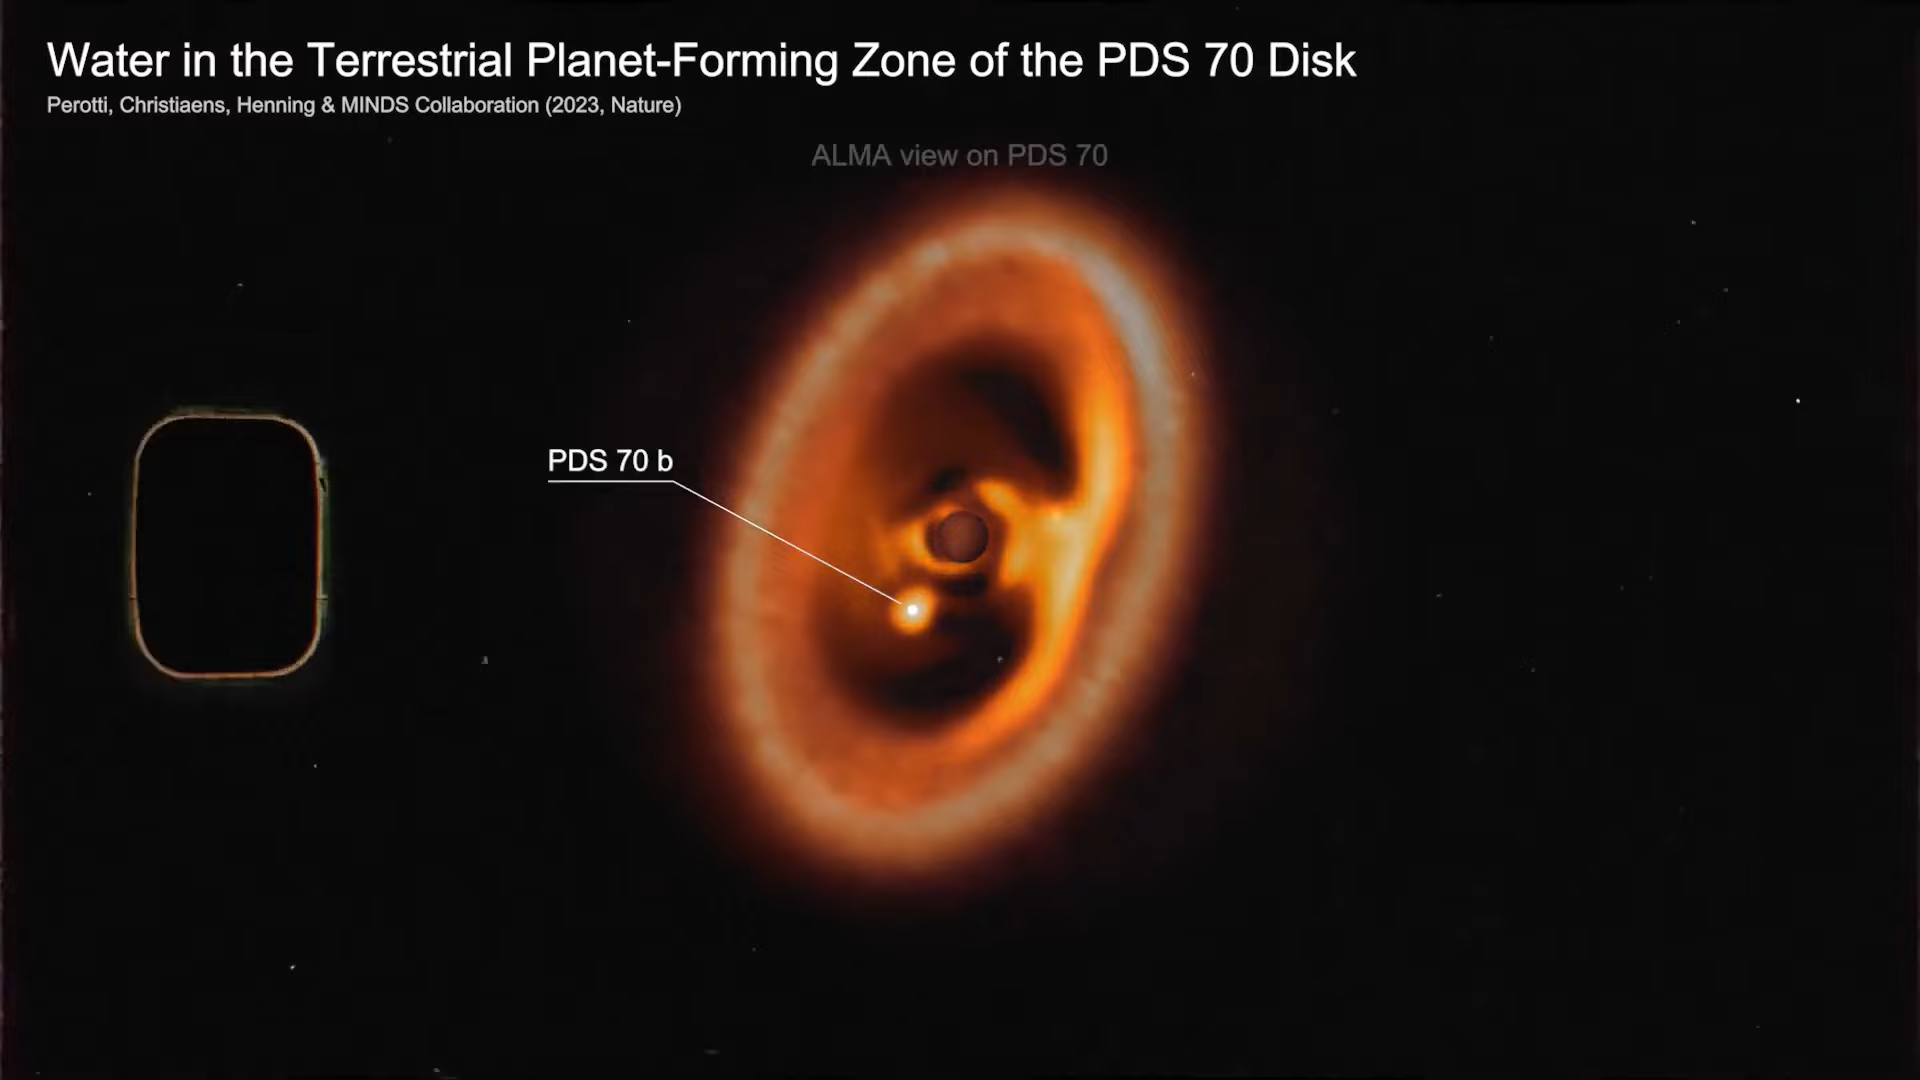 Water in the Terrestrial Planet-Forming Zone of the PDS 70 Disk
Perotti, Christiaens, Henning & MINDS Collaboration (2023, Nature)
ALMA view on PDS 70
PDS 70 b